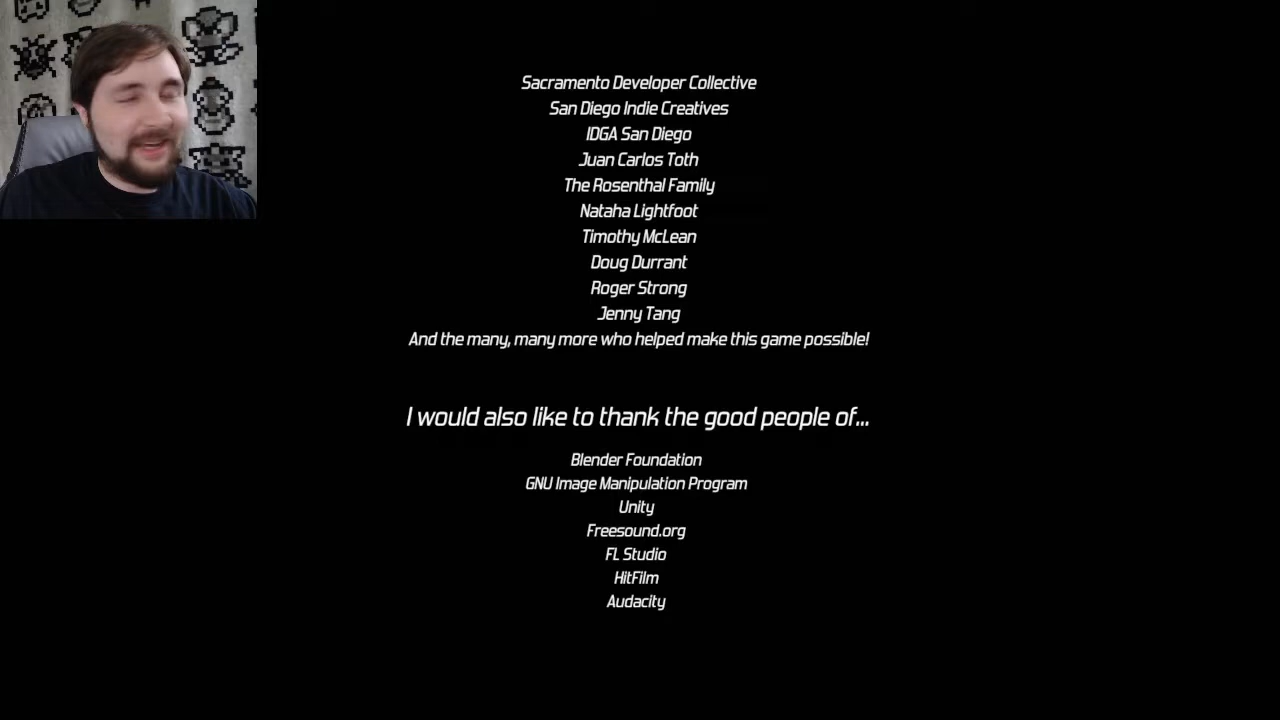 Sacramento Developer Collective
San Diego Indie Creatives
IDGA San Diego
Juan Carlos Toth
The Rosenthal Family
Nataha Lightfoot
Timothy McLean
Doug Durrant
Roger Strong
Jenny Tang
And the many, many more who helped make this game possible!
I would also like to thank the good people of...
Blender Foundation
GNU Image Manipulation Program
Unity
Freesound.org
FL Studio
HitFilm
Audacity